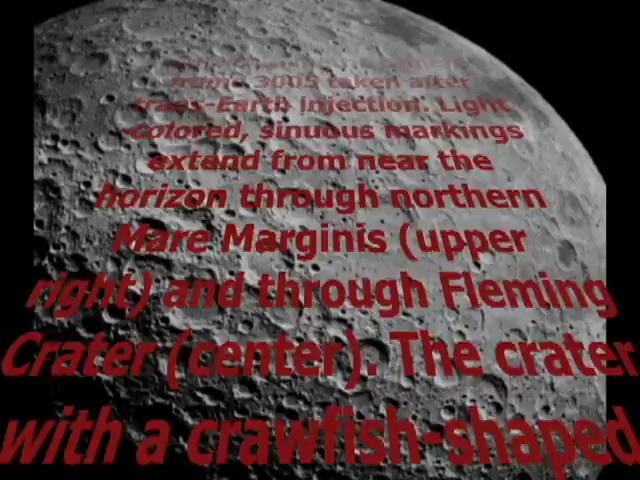 frame 3005 taken after
trans-Earth injection. Light
-colored, sinuous markings
extend from near the
horizon through northern
Mare Marginis (upper
right) and through Fleming
Crater (center). The crater
with a crawfish-shaped